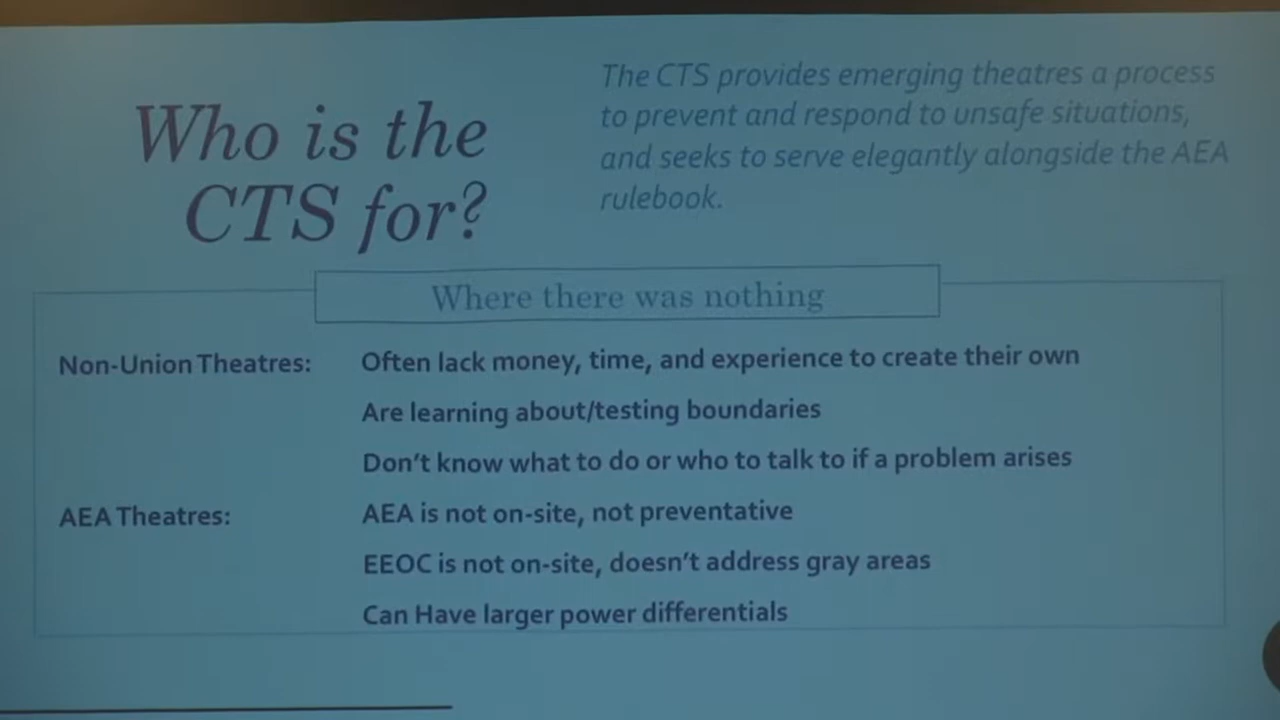 Who is the
CTS for?
The CTS provides emerging theatres a process
to prevent and respond to unsafe situations,
and seeks to serve elegantly alongside the AEA
rulebook.
Where there was nothing
Non-Union Theatres: Often lack money, time, and experience to create their own
Are learning about/testing boundaries
Don't know what to do or who to talk to if a problem arises
AEA Theatres: AEA is not on-site, not preventative
EEOC is not on-site, doesn't address gray areas
Can Have larger power differentials